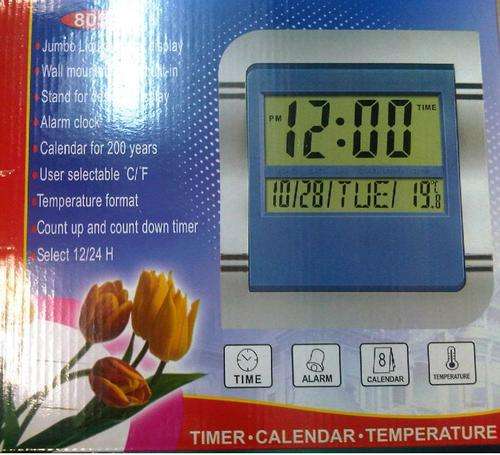 Jumbo
Wall
Stand for
Alarm clock
Calendar for 200 years
User selectable °C/°F
Temperature format
Count up and count down timer
Select 12/24 H
PM 12:00 TIME
10/28/TUE/ 19.8 °C
TIME
ALARM
8
CALENDAR
TEMPERATURE
TIMER • CALENDAR • TEMPERATURE